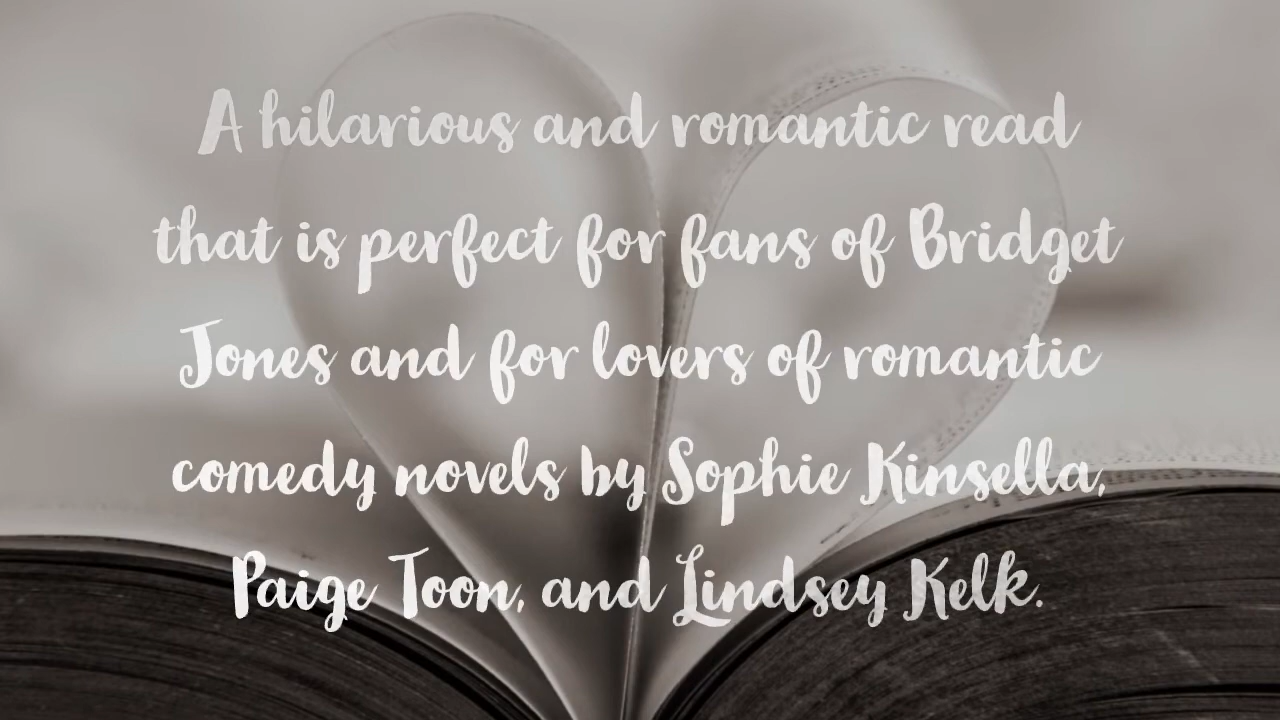 A hilarious and romantic read
that is perfect for fans of Bridget
Jones and for lovers of romantic
comedy novels by Sophie Kinsella,
Paige Toon, and Lindsey Kelk.